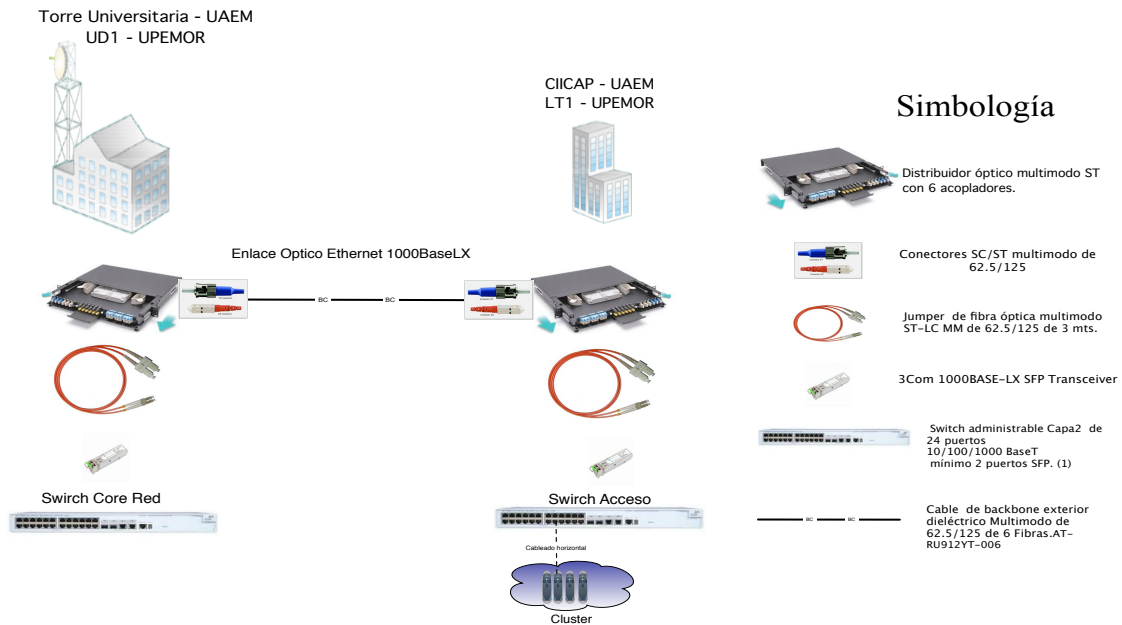 Torre Universitaria - UAEM
UD1 - UPEMOR
CIICAP - UAEM
LT1 - UPEMOR
Simbología
Distribuidor óptico multimodo ST
con 6 acopladores.
Enlace Optico Ethernet 1000BaseLX
BC
BC
Conectores SC/ST multimodo de
62.5/125
Jumper de fibra óptica multimodo
ST-LC MM de 62.5/125 de 3 mts.
3Com 1000BASE-LX SFP Transceiver
Switch administrable Capa2 de
24 puertos
10/100/1000 BaseT
mínimo 2 puertos SFP. (1)
Swirch Core Red
Swirch Acceso
BC
BC
Cable de backbone exterior
dieléctrico Multimodo de
62.5/125 de 6 Fibras.AT-
RU912YT-006
Cableado horizontal
Cluster